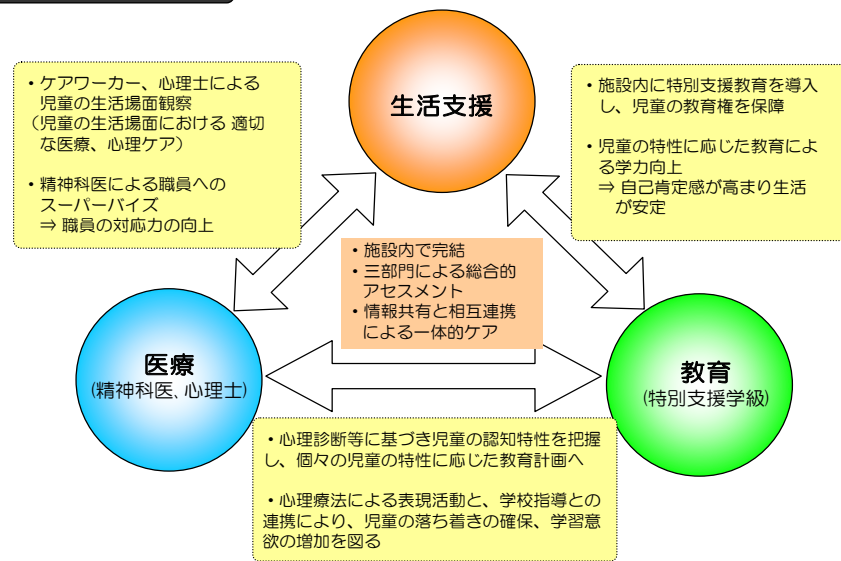 生活支援
・ケアワーカー、心理士による
児童の生活場面観察
（児童の生活場面における 適切
な医療、心理ケア）
・精神科医による職員への
スーパーバイズ
⇒ 職員の対応力の向上
・施設内に特別支援教育を導入
し、児童の教育権を保障
・児童の特性に応じた教育によ
る学力向上
⇒ 自己肯定感が高まり生活
が安定
・施設内で完結
・三部門による総合的
アセスメント
・情報共有と相互連携
による一体的ケア
医療
(精神科医、心理士)
教育
(特別支援学級)
・心理診断等に基づき児童の認知特性を把握
し、個々の児童の特性に応じた教育計画へ
・心理療法による表現活動と、学校指導との
連携により、児童の落ち着きの確保、学習意
欲の増加を図る